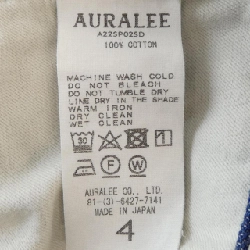 AURALEE
A22SP02SD
100% COTTON
MACHINE WASH COLD
DO NOT BLEACH
DO NOT TUMBLE DRY
LINE DRY IN THE SHADE
WARM IRON
DRY CLEAN
WET CLEAN
30
P W
AURALEE CO., LTD.
81-(3)-6427-7141
MADE IN JAPAN
4